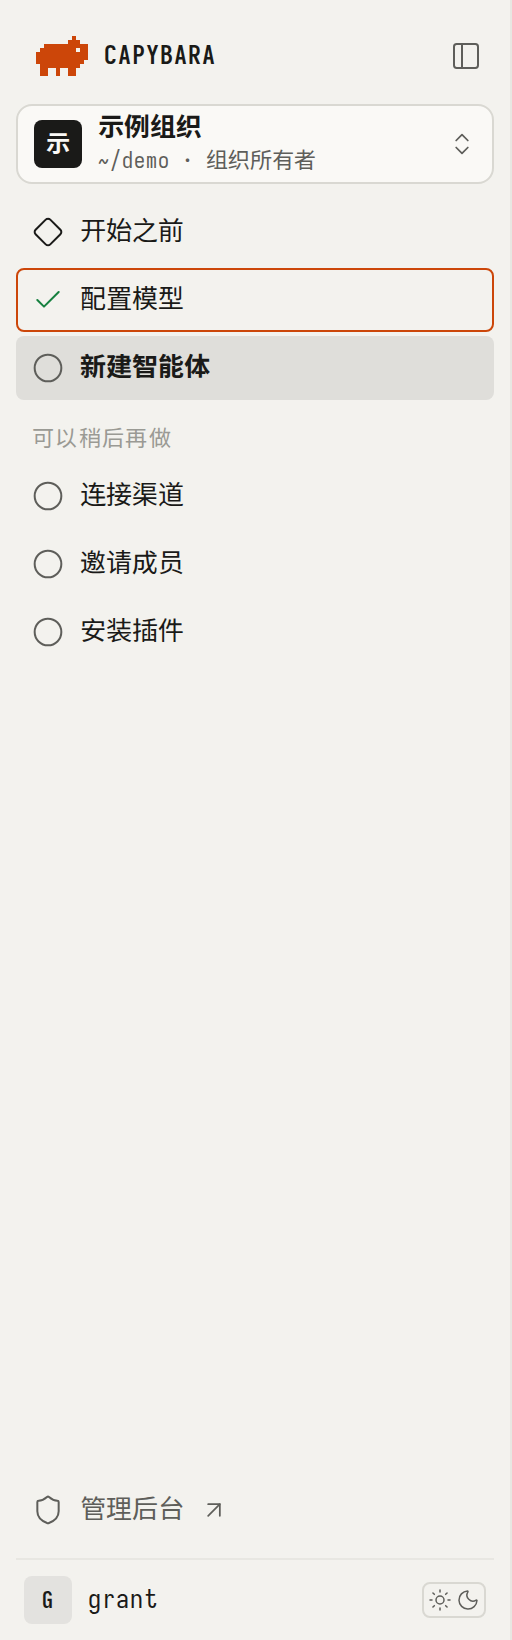 CAPYBARA
示
示例组织
~/demo · 组织所有者
开始之前
配置模型
新建智能体
可以稍后再做
连接渠道
邀请成员
安装插件
管理后台
G
grant